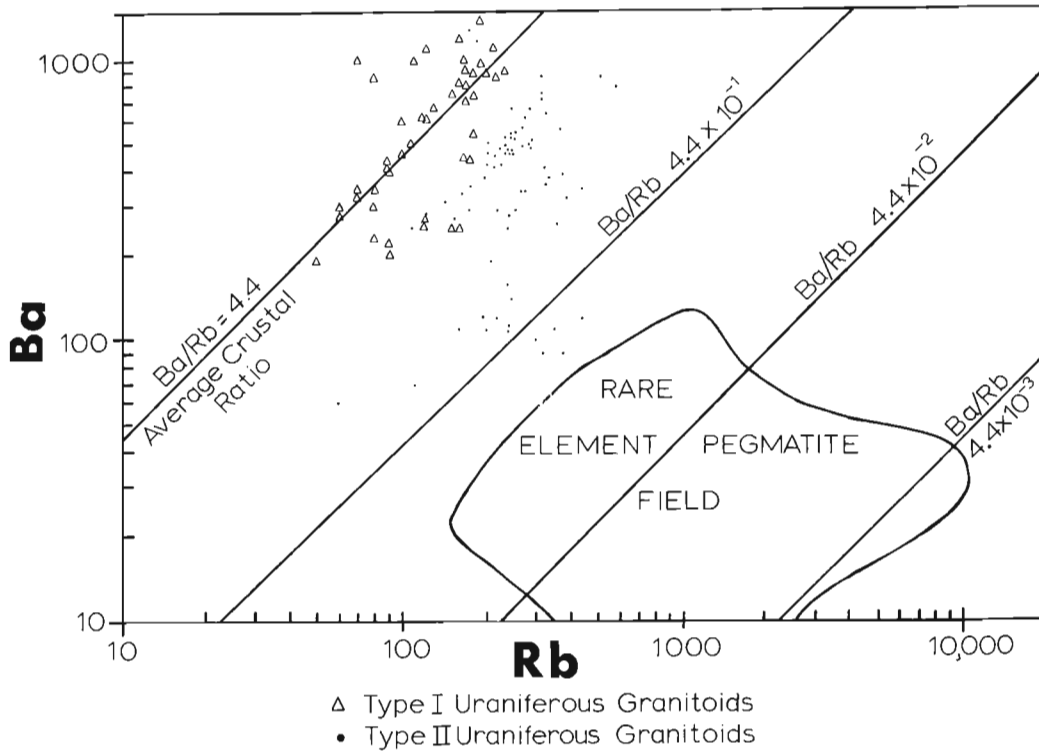 1000
100
10
Ba
Ba/Rb = 4.4
Average Crustal
Ratio
Ba/Rb 4.4 x 10⁻¹
Ba/Rb 4.4x10⁻²
Ba/Rb
4.4x10⁻³
RARE
ELEMENT PEGMATITE
FIELD
10 100 1000 10,000
Rb
△ Type I Uraniferous Granitoids
• Type II Uraniferous Granitoids